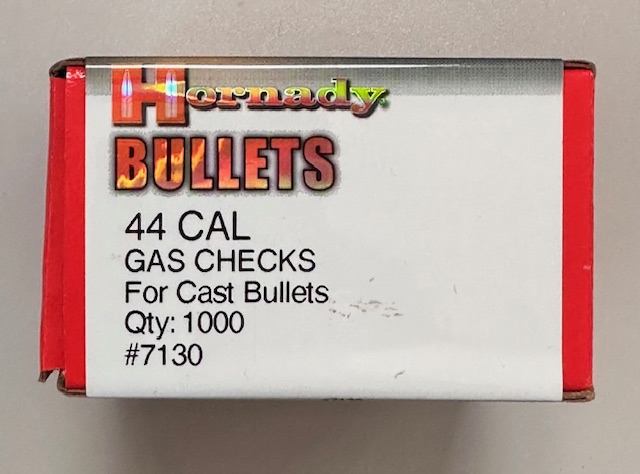 Hornady
BULLETS
44 CAL
GAS CHECKS
For Cast Bullets
Qty: 1000
#7130